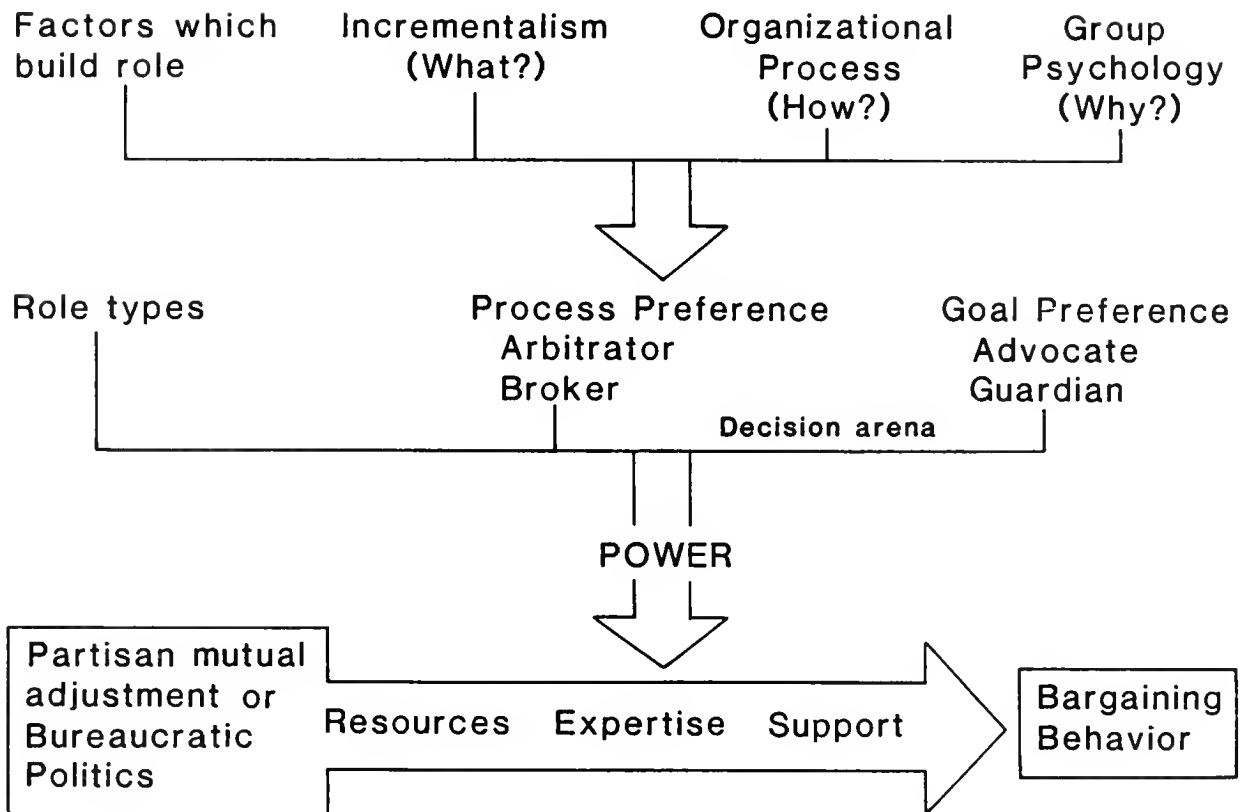 Factors which
build role
Incrementalism
(What?)
Organizational
Process
(How?)
Group
Psychology
(Why?)
Role types
Process Preference
Arbitrator
Broker
Goal Preference
Advocate
Guardian
Decision arena
POWER
Partisan mutual
adjustment or
Bureaucratic
Politics
Resources Expertise Support
Bargaining
Behavior